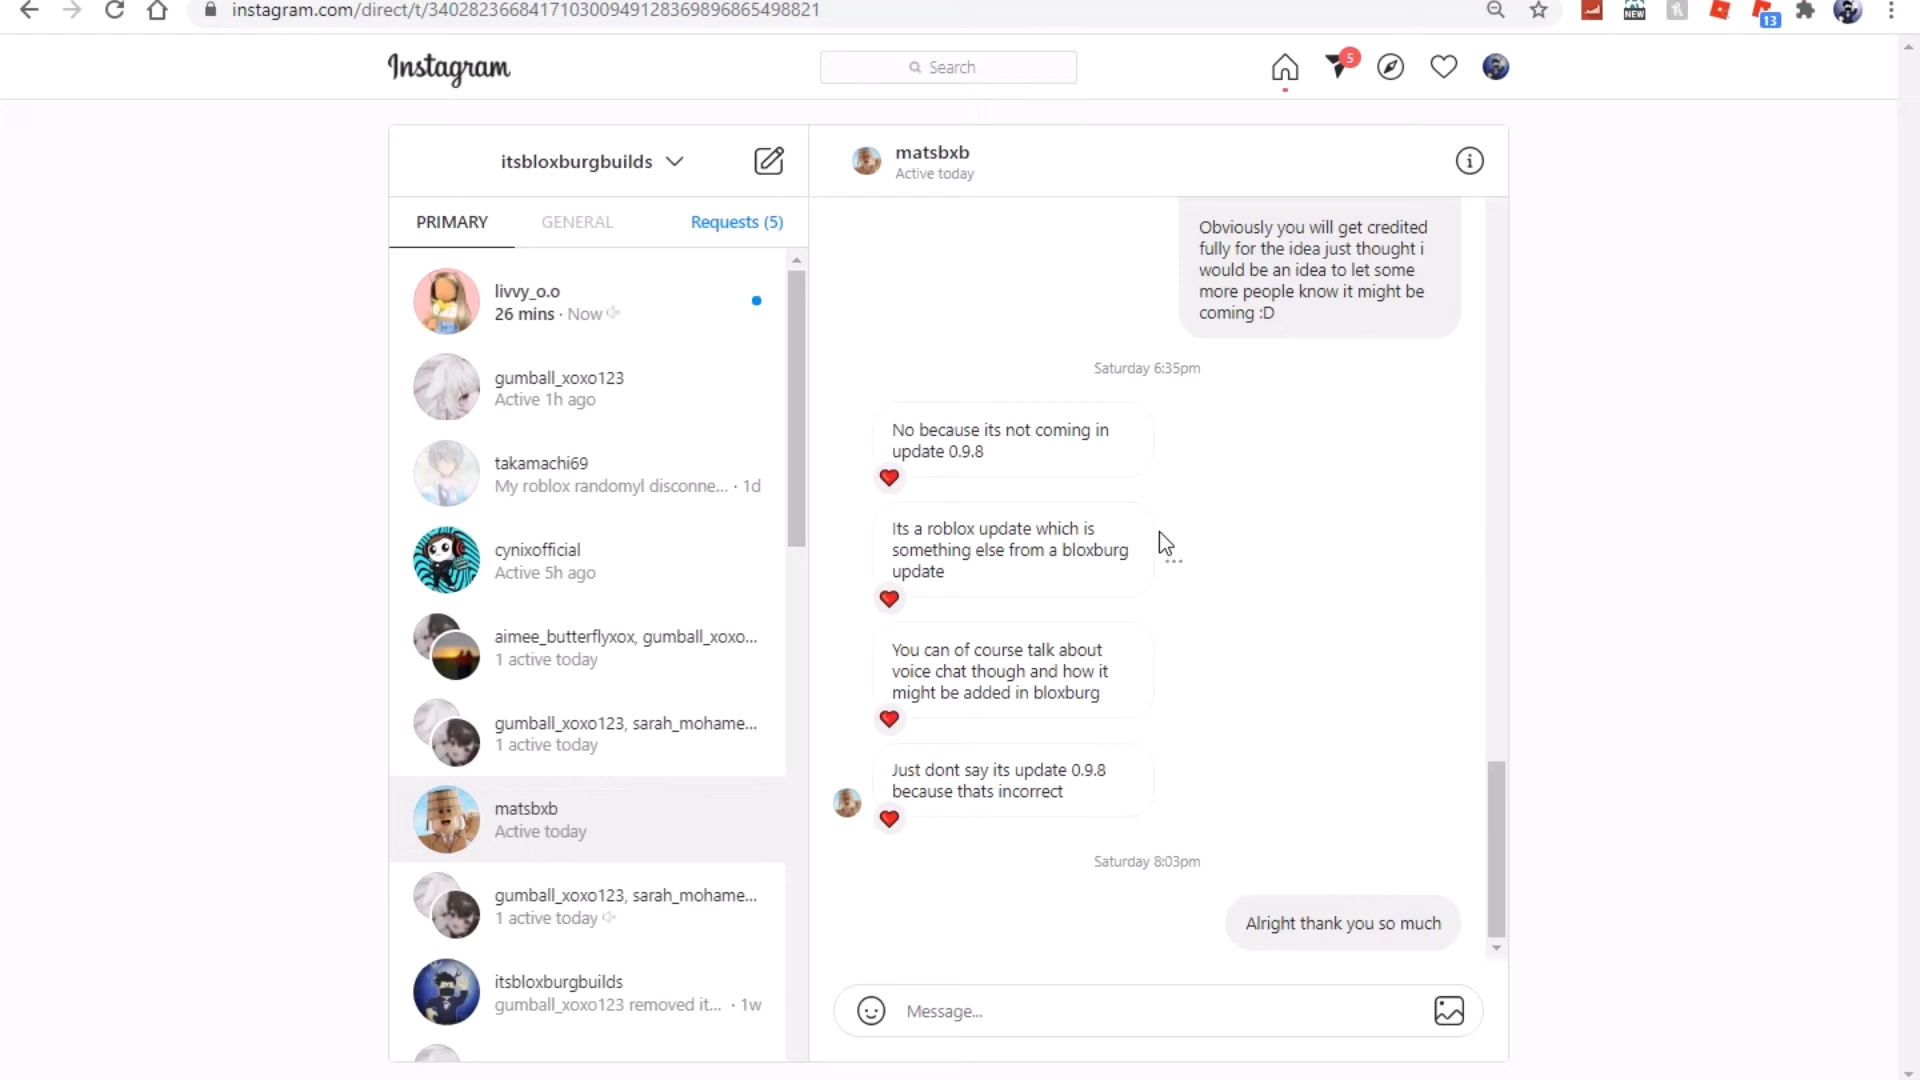 instagram.com/direct/t/340282366841710300949128369896865498821
NEW
13
Instagram
Search
5
itsbloxburgbuilds
PRIMARY
GENERAL
Requests (5)
livvy_o.o
26 mins · Now
gumball_xoxo123
Active 1h ago
takamachi69
My roblox randomyl disconne... · 1d
cynixofficial
Active 5h ago
aimee_butterflyxox, gumball_xoxo...
1 active today
gumball_xoxo123, sarah_mohame...
1 active today
matsbxb
Active today
gumball_xoxo123, sarah_mohame...
1 active today
itsbloxburgbuilds
gumball_xoxo123 removed it... · 1w
matsbxb
Active today
Obviously you will get credited
fully for the idea just thought i
would be an idea to let some
more people know it might be
coming :D
Saturday 6:35pm
No because its not coming in
update 0.9.8
Its a roblox update which is
something else from a bloxburg
update
You can of course talk about
voice chat though and how it
might be added in bloxburg
Just dont say its update 0.9.8
because thats incorrect
Saturday 8:03pm
Alright thank you so much
Message...